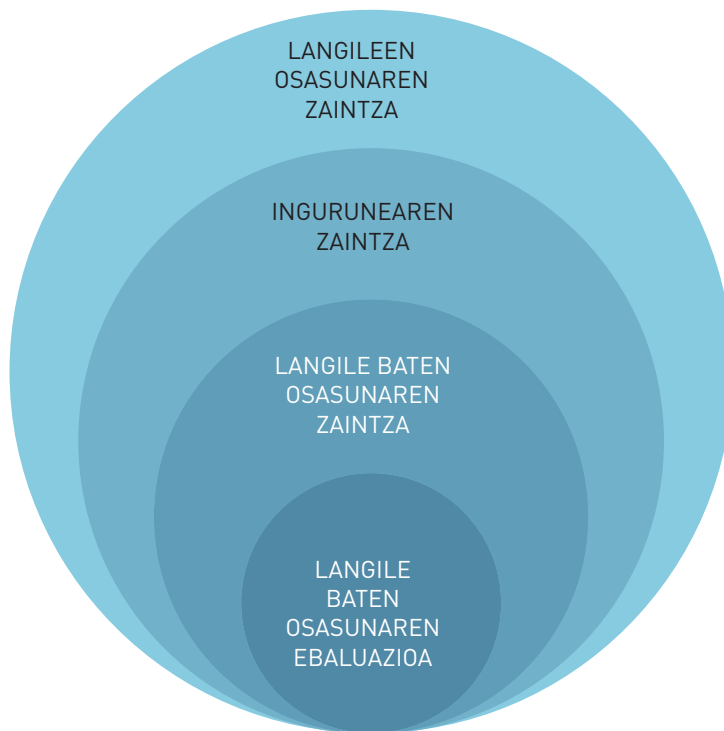 LANGILEEN
OSASUNAREN
ZAINTZA
INGURUNEAREN
ZAINTZA
LANGILE BATEN
OSASUNAREN
ZAINTZA
LANGILE
BATEN
OSASUNAREN
EBALUAZIOA